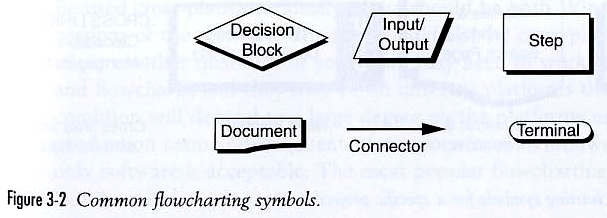 Decision
Block
Input/
Output
Step
Document
Connector
Terminal
Figure 3-2 Common flowcharting symbols.